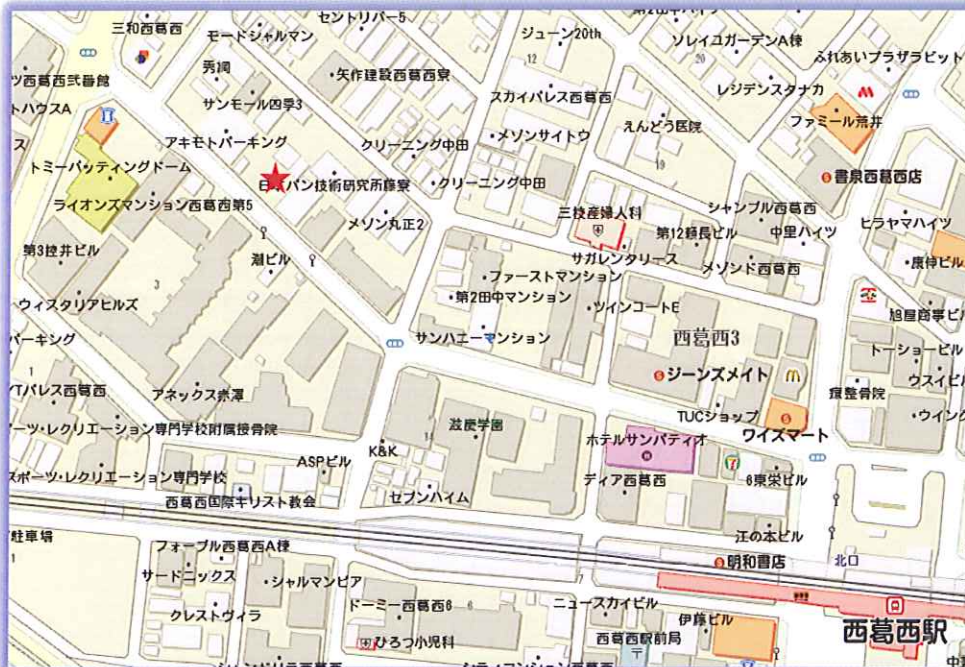 セントリバー5
三和西葛西
モードシャルマン
ジューン20th
ソレイユガーデンA棟
ふれあいプラザラビット
ツ西葛西弐番館
秀潤
矢作建設西葛西寮
12
20
レジデンスタナカ
トハウスA
サンモール四季3
スカイパレス西葛西
ファミール荒井
アキモトパーキング
クリーニング中田
メゾンサイトウ
えんどう医院
ス
トミーバッティングドーム
クリーニング中田
19
書泉西葛西店
ライオンズマンション西葛西第5
メゾン丸正2
三枝産婦人科
シャンブル西葛西
ヒラヤマハイツ
第12頼長ビル
中里ハイツ
サガレンタリース
メゾンド西葛西
康伸ビル
潮ビル
ファーストマンション
3
ウィスタリアヒルズ
第2田中マンション
ツインコートE
旭屋商事ビ
パーキング
サンハエーマンション
西葛西3
トーショービル
1
ジーンズメイト
ウスイビ
YTパレス西葛西
アネックス赤澤
療整骨院
TUCショップ
ウイング
ーツ・レクリエーション専門学校附属接骨院
滋慶学園
14
ホテルサンパティオ
ワイズマート
K&K
ASPビル
スポーツ・レクリエーション専門学校
セブンハイム
ディア西葛西
6東栄ビル
西葛西国際キリスト教会
江の本ビル
駐車場
1
フォーブル西葛西A棟
明和書店
北口
サードニックス
シャルマンピア
7
クレストヴィラ
ドーミー西葛西6
6
ニュースカイビル
伊藤ビル
西葛西駅
ひろつ小児科
西葛西駅前局